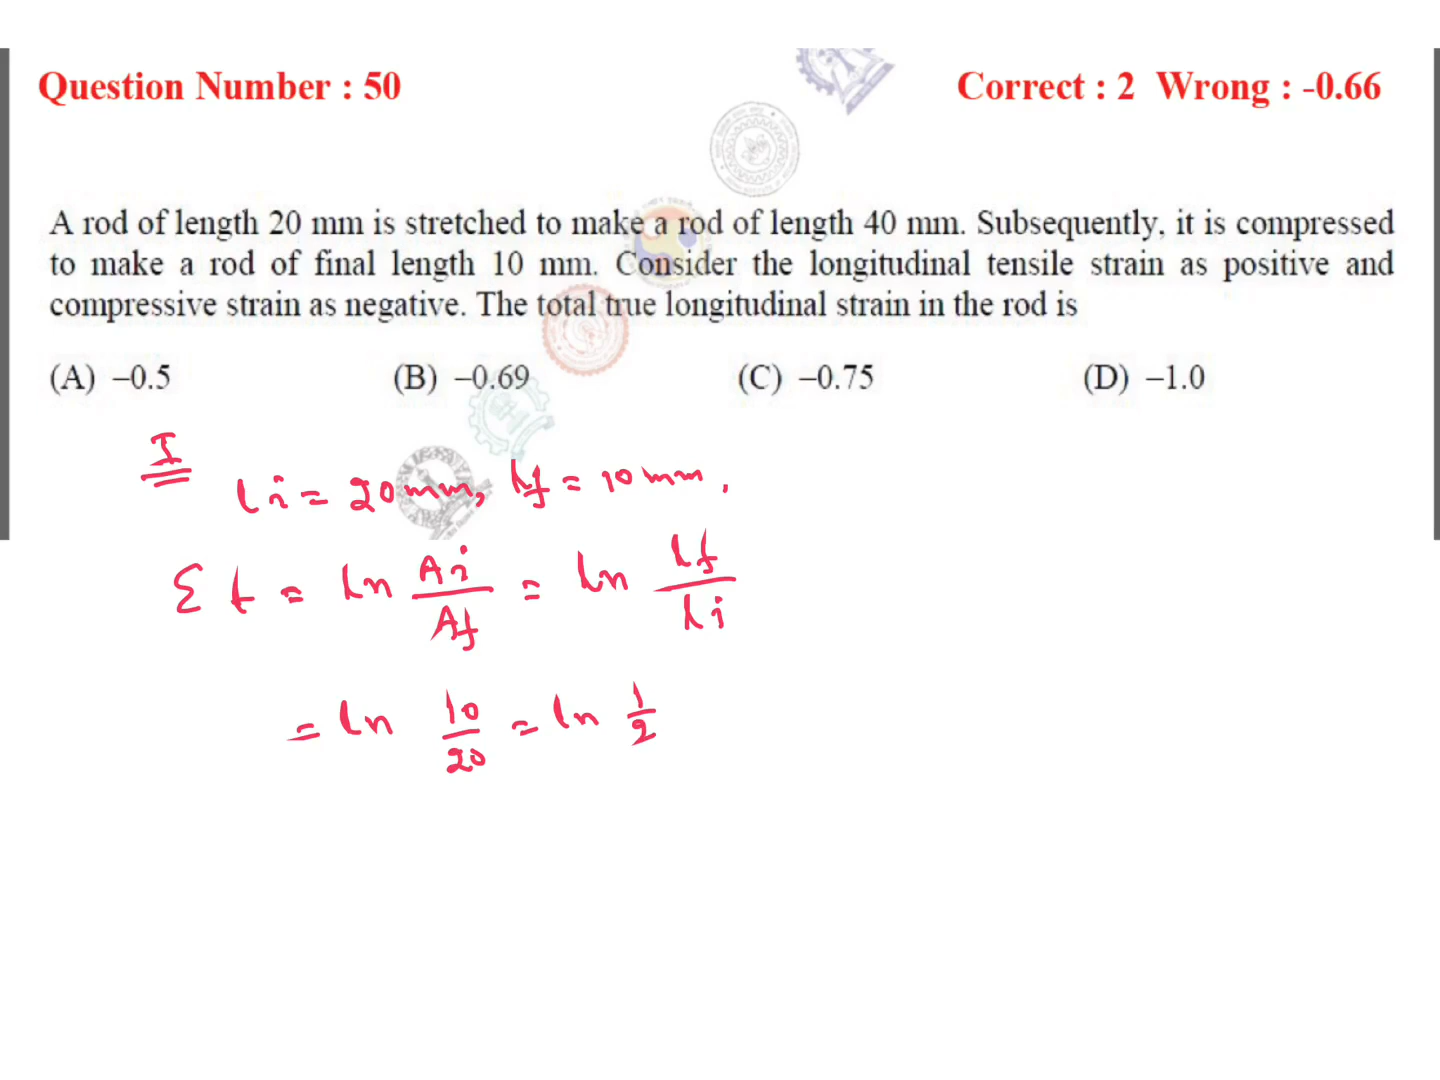 Question Number : 50 Correct : 2 Wrong : -0.66
A rod of length 20 mm is stretched to make a rod of length 40 mm. Subsequently, it is compressed
to make a rod of final length 10 mm. Consider the longitudinal tensile strain as positive and
compressive strain as negative. The total true longitudinal strain in the rod is
(A) –0.5 (B) –0.69 (C) –0.75 (D) –1.0
I
li = 20mm, lf = 10mm.
Σt = ln Ai/Af = ln lf/li
= ln 10/20 = ln 1/2